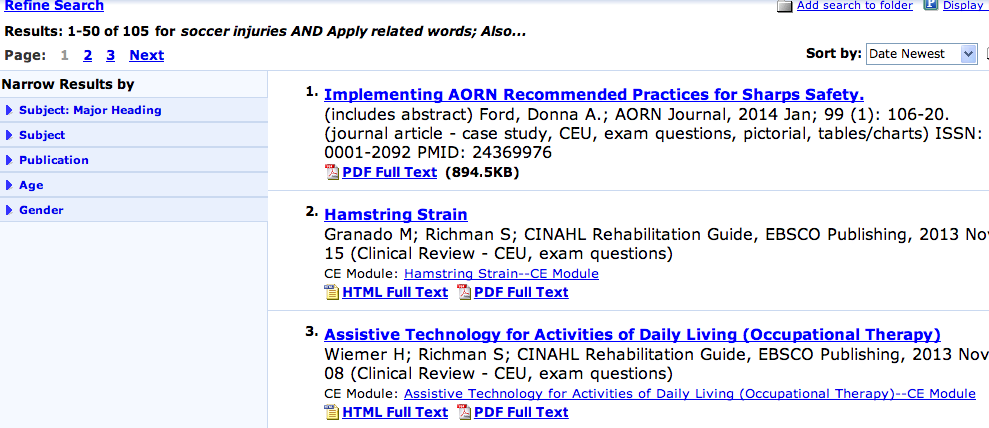 Refine Search
Add search to folder
Display
Results: 1-50 of 105 for soccer injuries AND Apply related words; Also...
Page: 1 2 3 Next
Sort by: Date Newest
Narrow Results by
Subject: Major Heading
Subject
Publication
Age
Gender
1. Implementing AORN Recommended Practices for Sharps Safety.
(includes abstract) Ford, Donna A.; AORN Journal, 2014 Jan; 99 (1): 106-20.
(journal article - case study, CEU, exam questions, pictorial, tables/charts) ISSN:
0001-2092 PMID: 24369976
PDF Full Text (894.5KB)
2. Hamstring Strain
Granado M; Richman S; CINAHL Rehabilitation Guide, EBSCO Publishing, 2013 Nov
15 (Clinical Review - CEU, exam questions)
CE Module: Hamstring Strain--CE Module
HTML Full Text PDF Full Text
3. Assistive Technology for Activities of Daily Living (Occupational Therapy)
Wiemer H; Richman S; CINAHL Rehabilitation Guide, EBSCO Publishing, 2013 Nov
08 (Clinical Review - CEU, exam questions)
CE Module: Assistive Technology for Activities of Daily Living (Occupational Therapy)--CE Module
HTML Full Text PDF Full Text